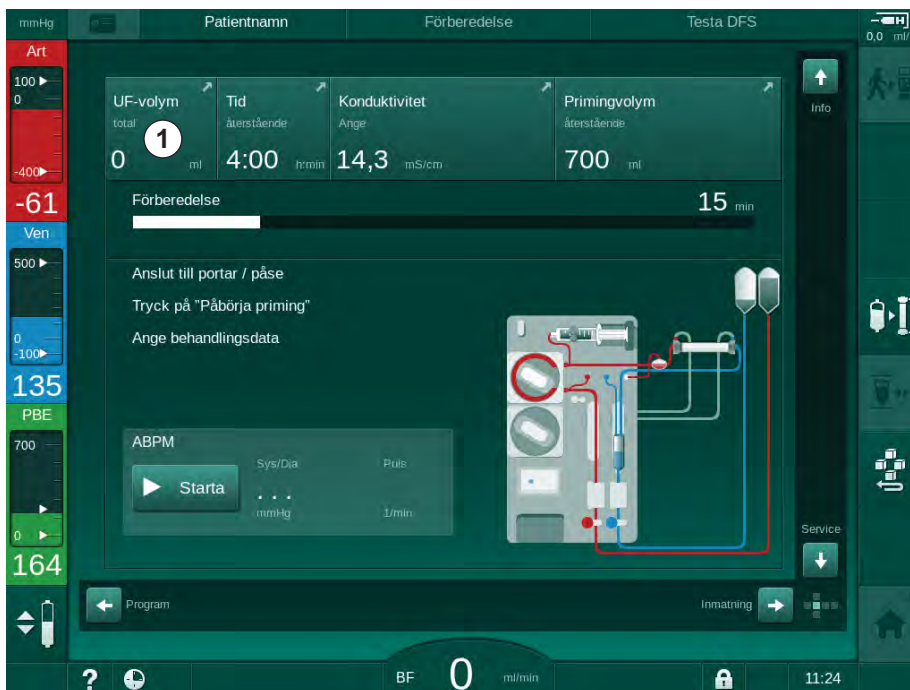 mmHg
Patientnamn
Förberedelse
Testa DFS
H
0,0 ml/
Art
100
0
-400
-61
Ven
500
0
-100
135
PBE
700
0
164
UF-volym
total
0 ml
1
Tid
återstående
4:00 h:min
Konduktivitet
Ange
14,3 mS/cm
Primingvolym
återstående
700 ml
Info
Förberedelse
15 min
Anslut till portar / påse
Tryck på "Påbörja priming"
Ange behandlingsdata
ABPM
Starta
Sys/Dia
. . .
mmHg
Puls
1/min
Service
Program
Inmatning
?
BF 0 ml/min
11:24